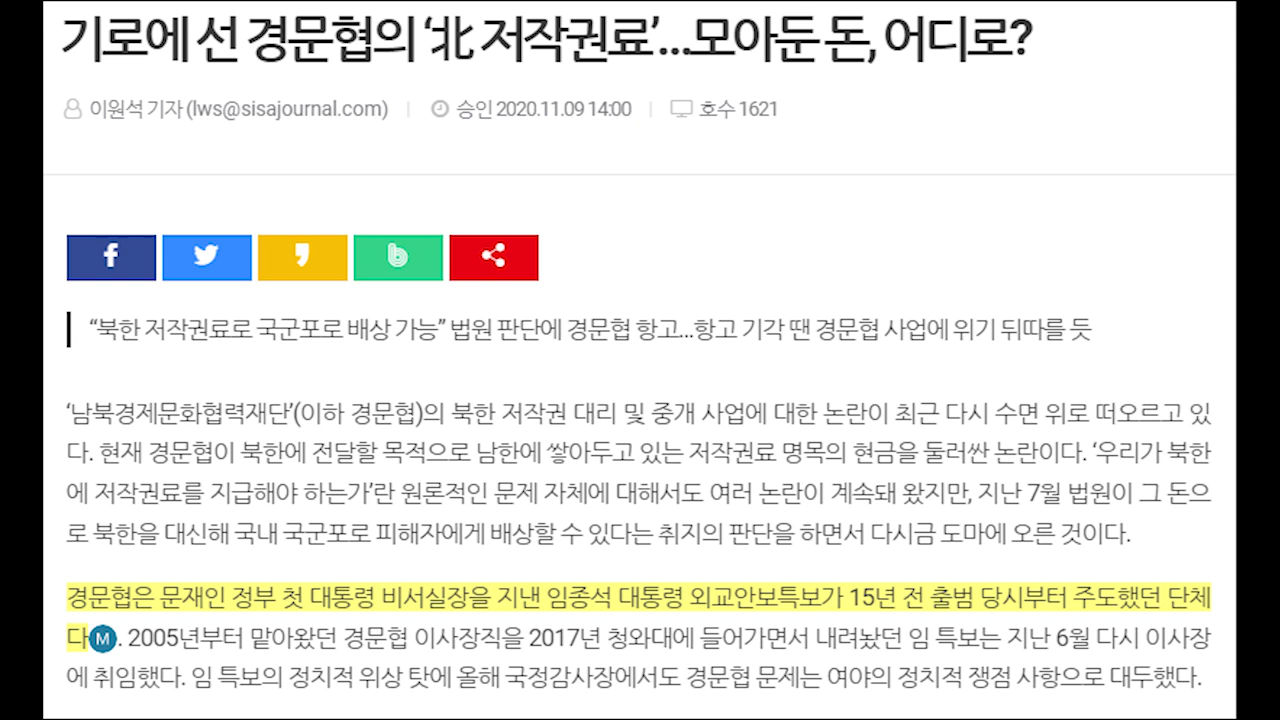 기로에 선 경문협의 ‘北 저작권료’…모아둔 돈, 어디로?
이원석 기자 (lws@sisajournal.com) | 승인 2020.11.09 14:00 | 호수 1621
“북한 저작권료로 국군포로 배상 가능” 법원 판단에 경문협 항고…항고 기각 땐 경문협 사업에 위기 뒤따를 듯
‘남북경제문화협력재단’(이하 경문협)의 북한 저작권 대리 및 중개 사업에 대한 논란이 최근 다시 수면 위로 떠오르고 있
다. 현재 경문협이 북한에 전달할 목적으로 남한에 쌓아두고 있는 저작권료 명목의 현금을 둘러싼 논란이다. ‘우리가 북한
에 저작권료를 지급해야 하는가’란 원론적인 문제 자체에 대해서도 여러 논란이 계속돼 왔지만, 지난 7월 법원이 그 돈으
로 북한을 대신해 국내 국군포로 피해자에게 배상할 수 있다는 취지의 판단을 하면서 다시금 도마에 오른 것이다.
경문협은 문재인 정부 첫 대통령 비서실장을 지낸 임종석 대통령 외교안보특보가 15년 전 출범 당시부터 주도했던 단체
다M. 2005년부터 맡아왔던 경문협 이사장직을 2017년 청와대에 들어가면서 내려놨던 임 특보는 지난 6월 다시 이사장
에 취임했다. 임 특보의 정치적 위상 탓에 올해 국정감사장에서도 경문협 문제는 여야의 정치적 쟁점 사항으로 대두했다.